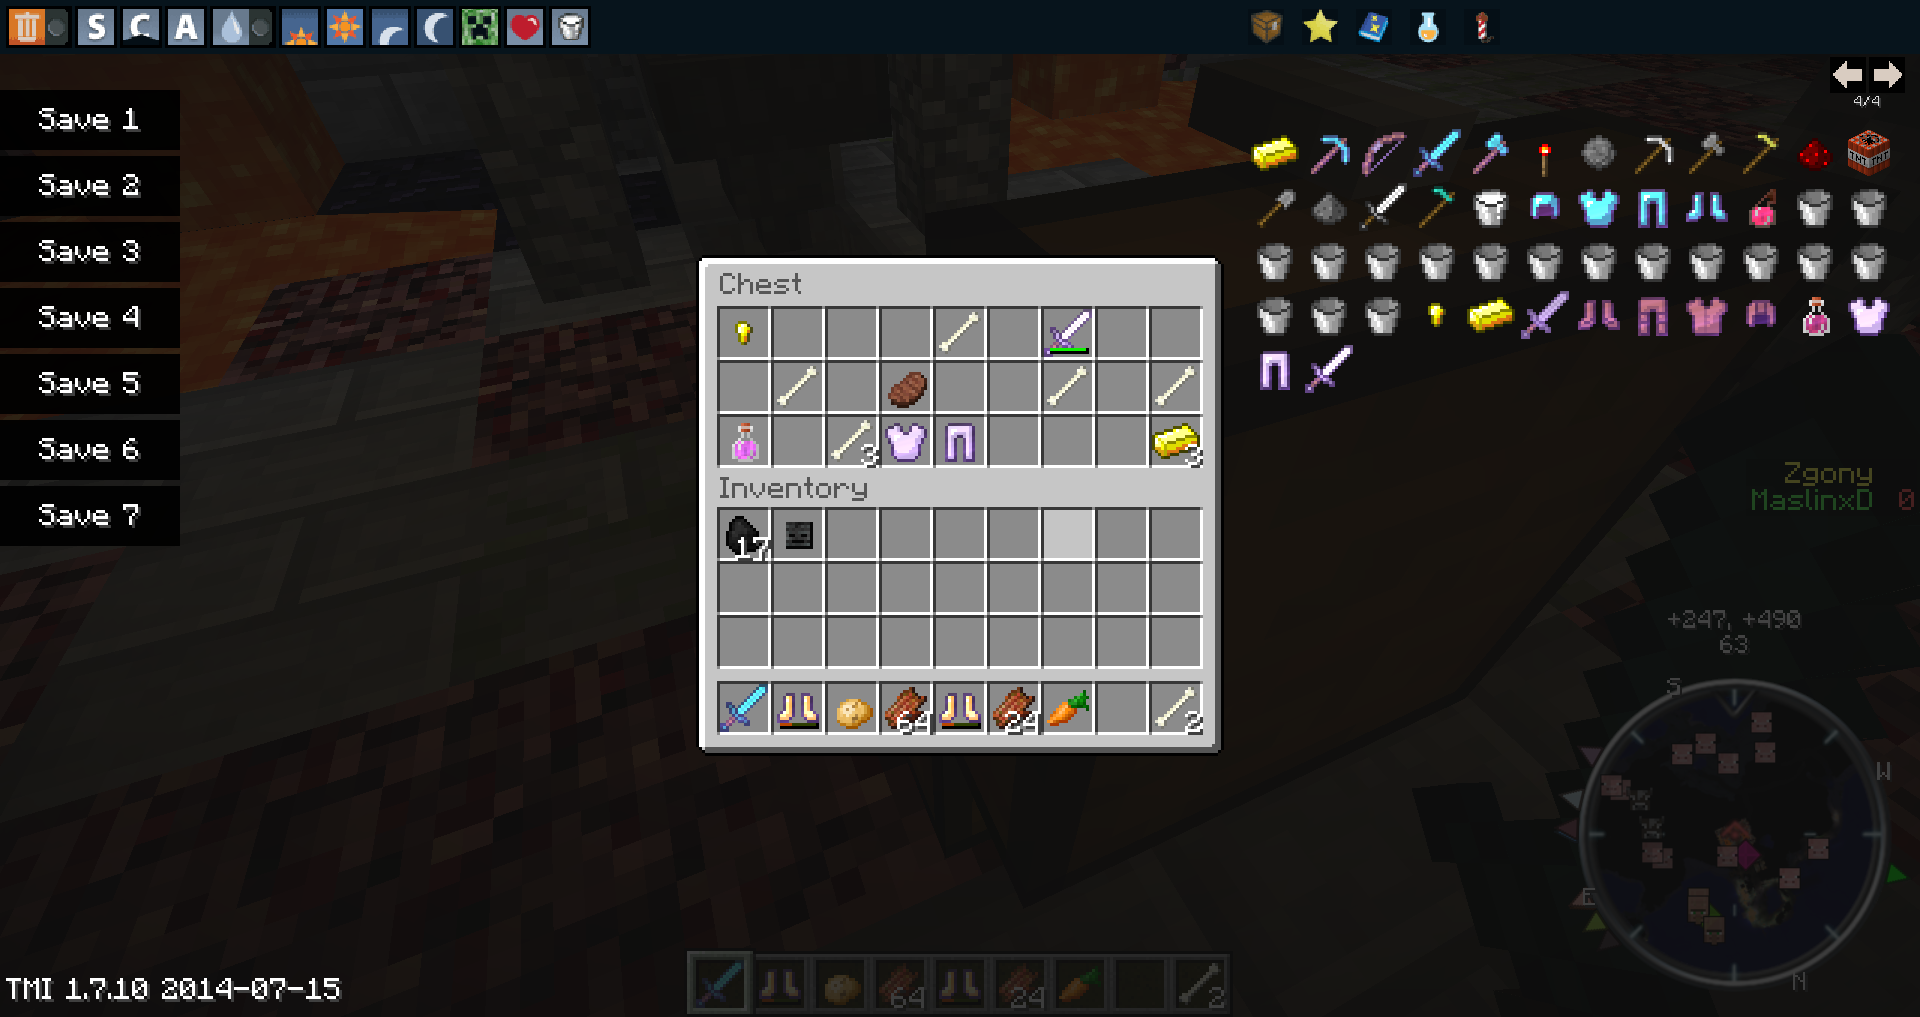 S C A
4/4
Save 1
Save 2
Save 3
Save 4
Save 5
Save 6
Save 7
Chest
3
3
Inventory
17
64 24 2
Zgony
MaslinxD 0
+247, +490
63
S
W
E
N
64 24 2
TMI 1.7.10 2014-07-15
TNT TNT